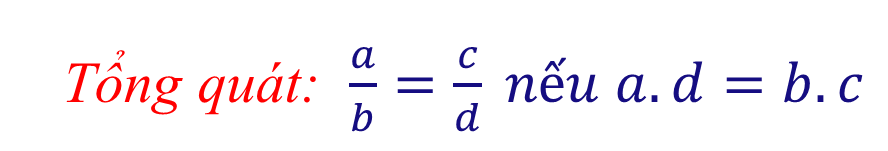 Tổng quát: a/b = c/d nếu a.d = b.c